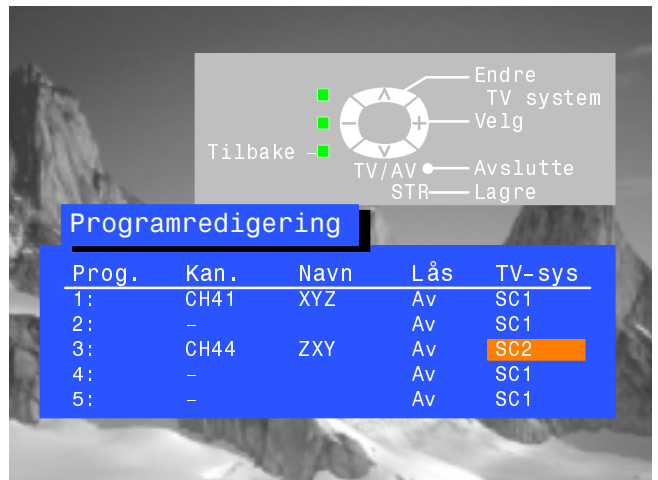 Endre
TV system
Velg
Tilbake
TV/AV
Avslutte
STR
Lagre
Programredigering
Prog. Kan. Navn Lås TV-sys
1: CH41 XYZ Av SC1
2: – Av SC1
3: CH44 ZXY Av SC2
4: – Av SC1
5: – Av SC1